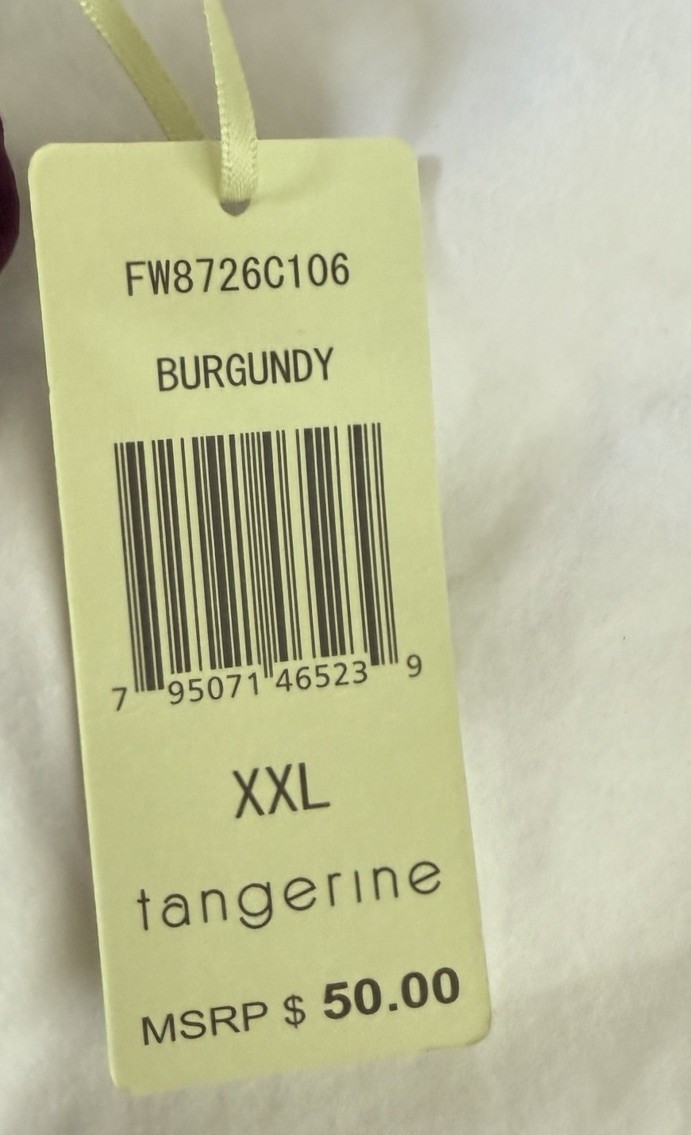 FW8726C106
BURGUNDY
7 95071 46523 9
XXL
tangerine
MSRP $ 50.00